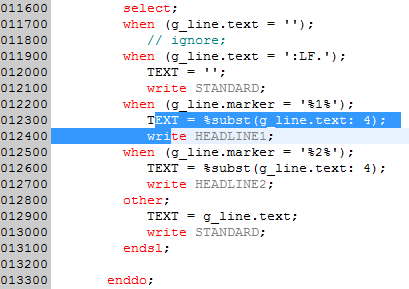 011600 select;
011700 when (g_line.text = '');
011800 // ignore;
011900 when (g_line.text = ':LF.');
012000 TEXT = '';
012100 write STANDARD;
012200 when (g_line.marker = '%1%');
012300 TEXT = %subst(g_line.text: 4);
012400 write HEADLINE1;
012500 when (g_line.marker = '%2%');
012600 TEXT = %subst(g_line.text: 4);
012700 write HEADLINE2;
012800 other;
012900 TEXT = g_line.text;
013000 write STANDARD;
013100 endsl;
013200
013300 enddo;